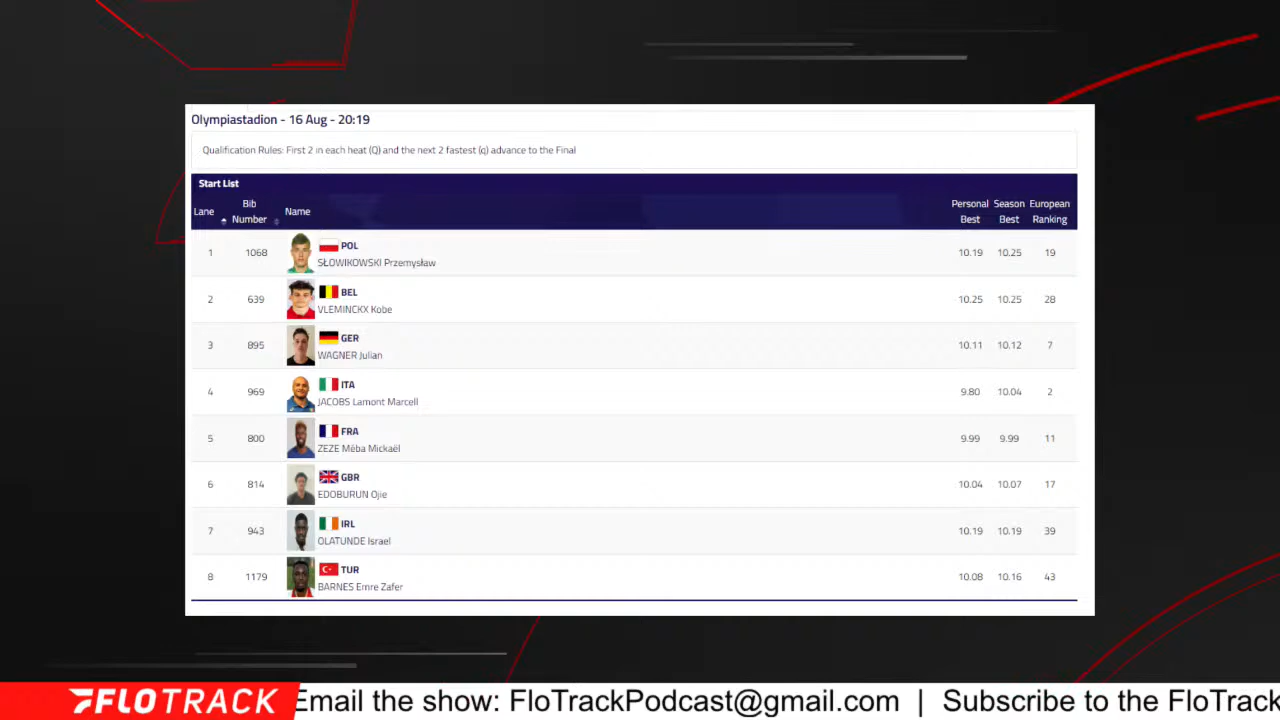 Olympiastadion - 16 Aug - 20:19
Qualification Rules: First 2 in each heat (Q) and the next 2 fastest (q) advance to the Final
Start List
Lane Bib Number Name Personal Best Season Best European Ranking
1 1068 POL SŁOWIKOWSKI Przemysław 10.19 10.25 19
2 639 BEL VLEMINCKX Kobe 10.25 10.25 28
3 895 GER WAGNER Julian 10.11 10.12 7
4 969 ITA JACOBS Lamont Marcell 9.80 10.04 2
5 800 FRA ZEZE Méba Mickaël 9.99 9.99 11
6 814 GBR EDOBURUN Ojie 10.04 10.07 17
7 943 IRL OLATUNDE Israel 10.19 10.19 39
8 1179 TUR BARNES Emre Zafer 10.08 10.16 43
FLOTRACK Email the show: FloTrackPodcast@gmail.com | Subscribe to the FloTrack